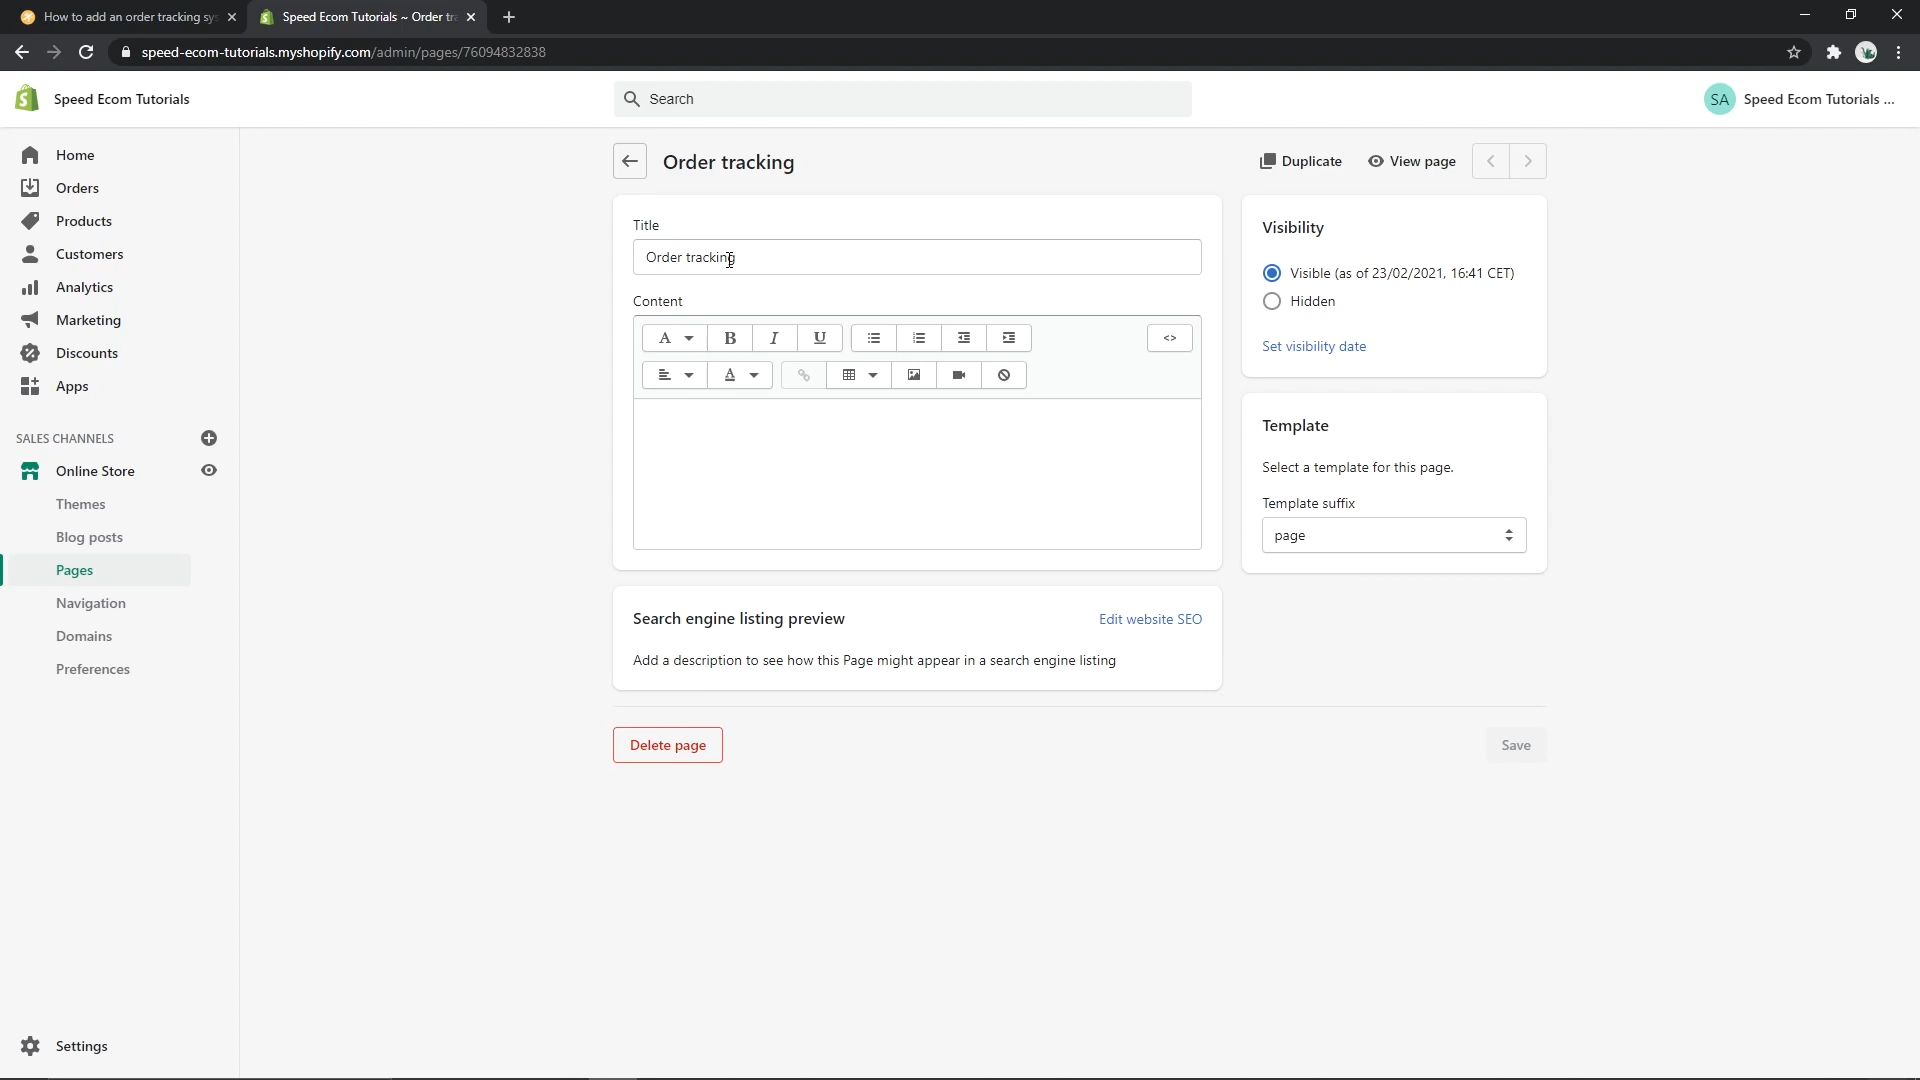 How to add an order tracking sy
Speed Ecom Tutorials ~ Order tr
speed-ecom-tutorials.myshopify.com/admin/pages/76094832838
Speed Ecom Tutorials
Search
SA
Speed Ecom Tutorials ...
Home
Orders
Products
Customers
Analytics
Marketing
Discounts
Apps
SALES CHANNELS
Online Store
Themes
Blog posts
Pages
Navigation
Domains
Preferences
Settings
Order tracking
Duplicate
View page
Title
Order tracking
Content
A
B
I
U
<>
A
Search engine listing preview
Edit website SEO
Add a description to see how this Page might appear in a search engine listing
Visibility
Visible (as of 23/02/2021, 16:41 CET)
Hidden
Set visibility date
Template
Select a template for this page.
Template suffix
page
Delete page
Save